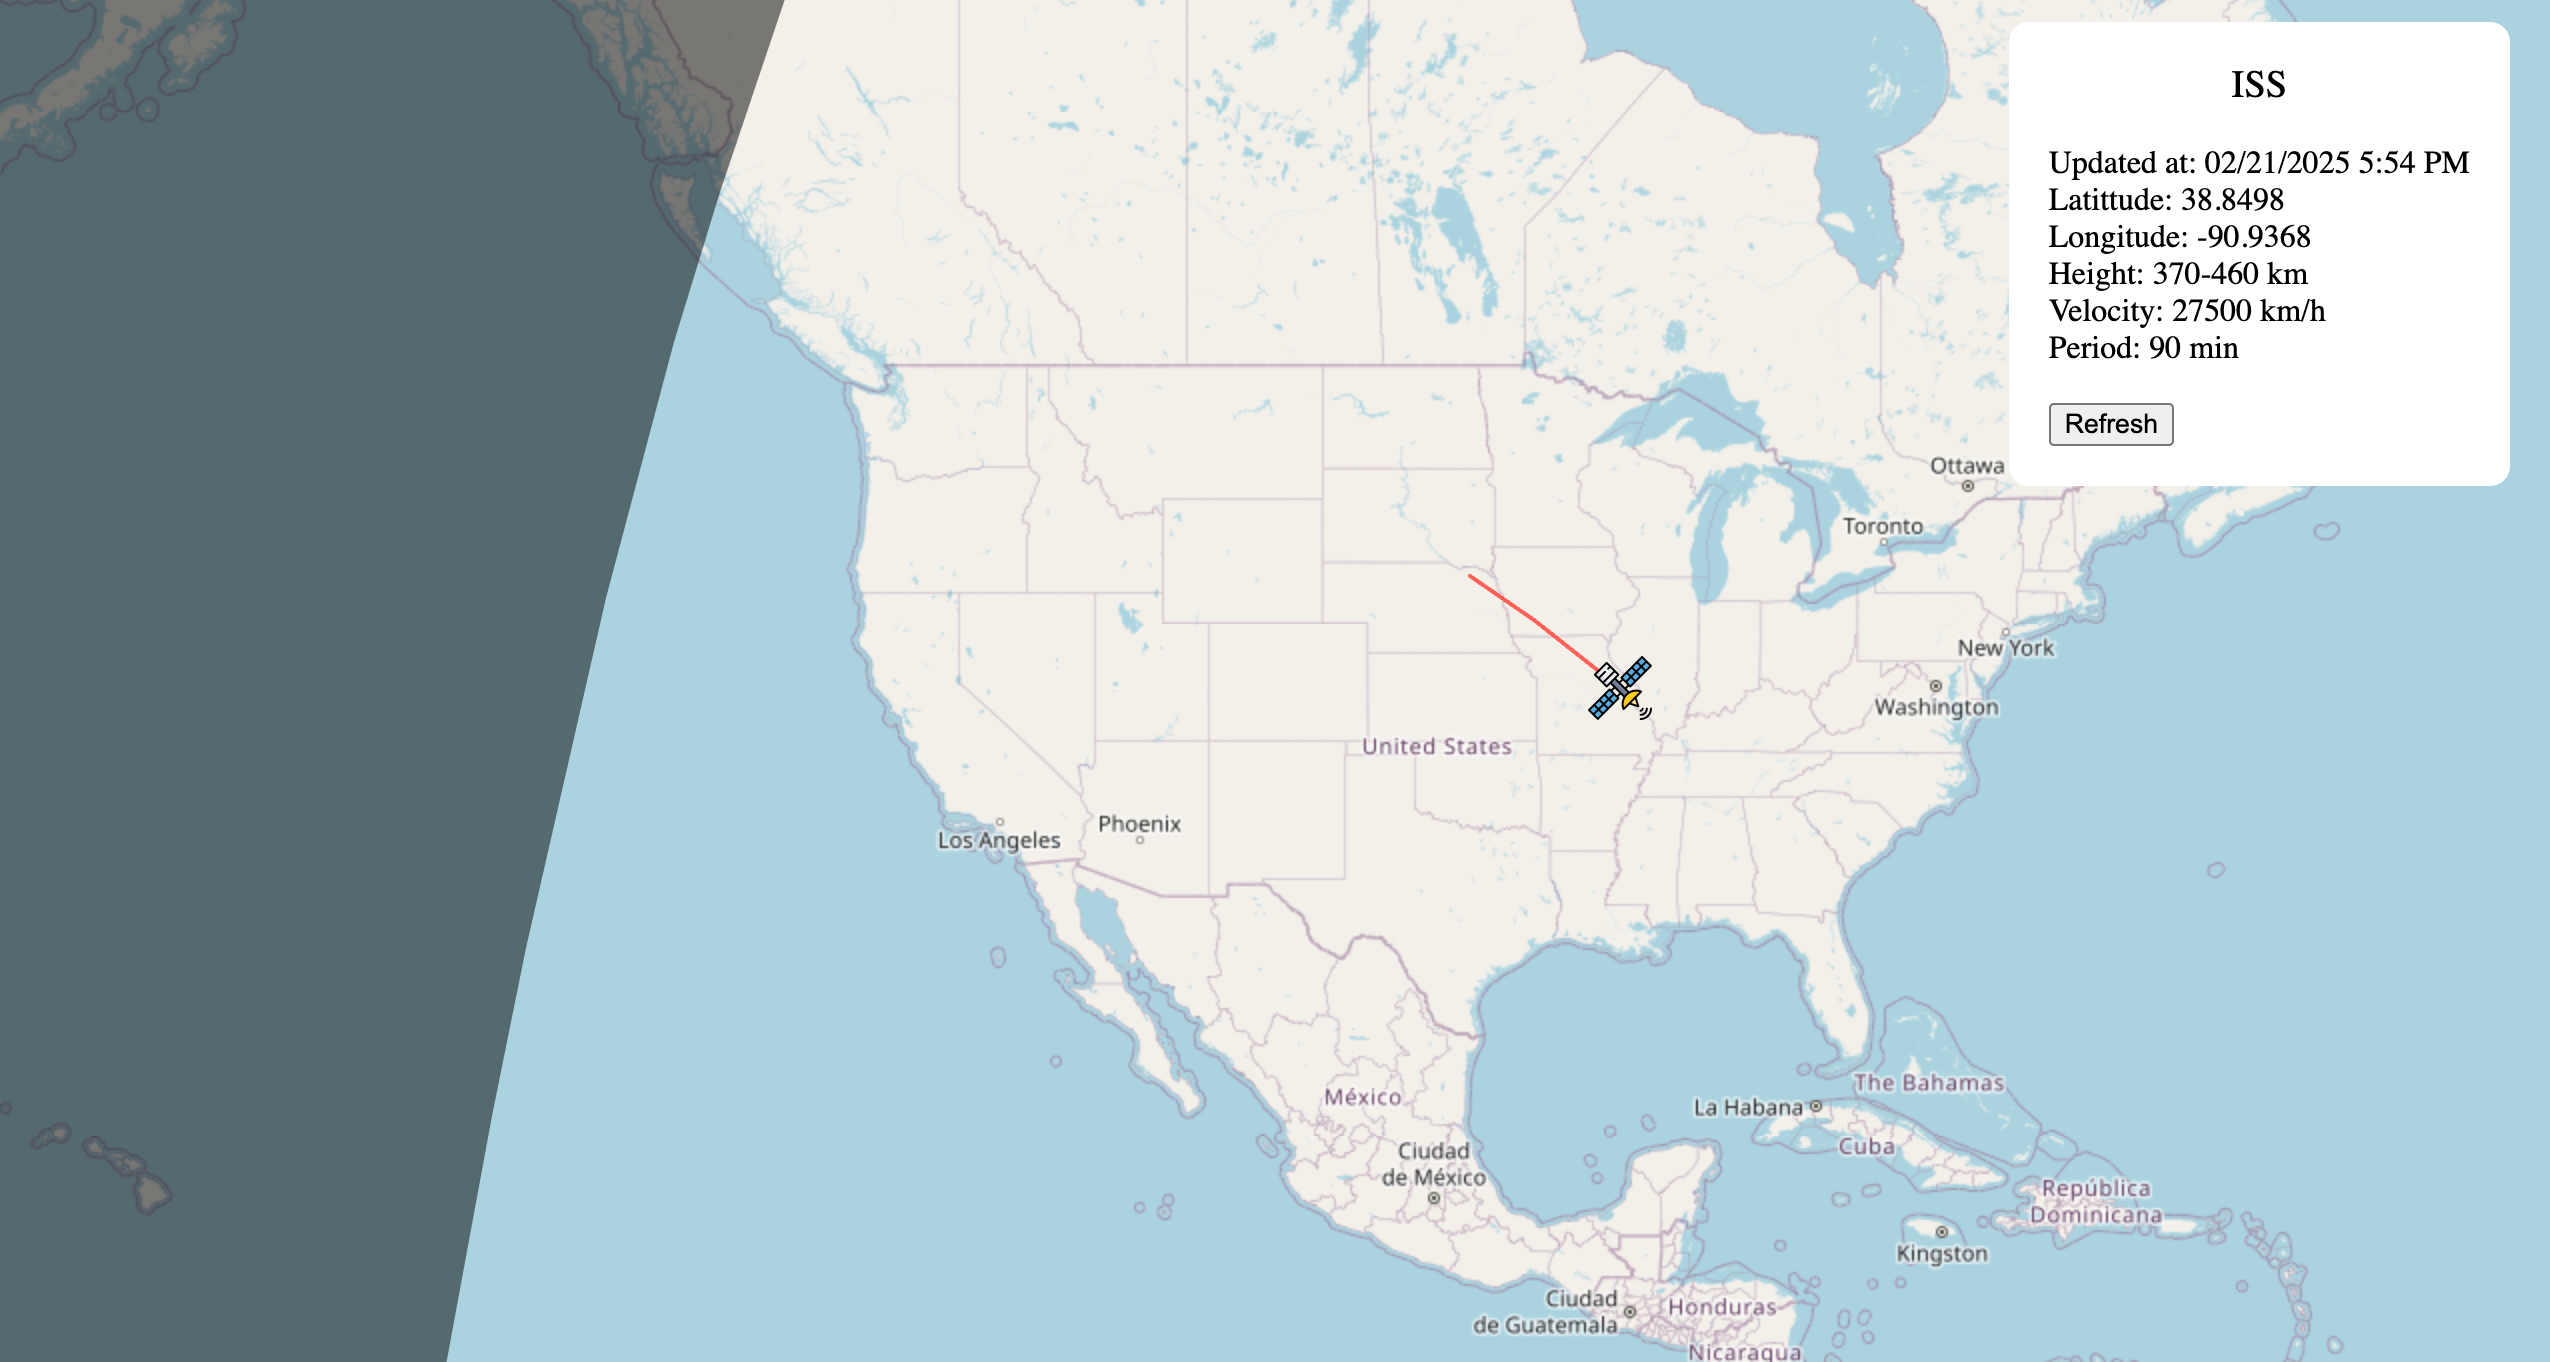 ISS
Updated at: 02/21/2025 5:54 PM
Latittude: 38.8498
Longitude: -90.9368
Height: 370-460 km
Velocity: 27500 km/h
Period: 90 min
Refresh
Ottawa
Toronto
New York
Washington
United States
Phoenix
Los Angeles
México
The Bahamas
La Habana
Cuba
Ciudad
de México
República
Dominicana
Kingston
Ciudad
de Guatemala
Honduras
Nicaragua